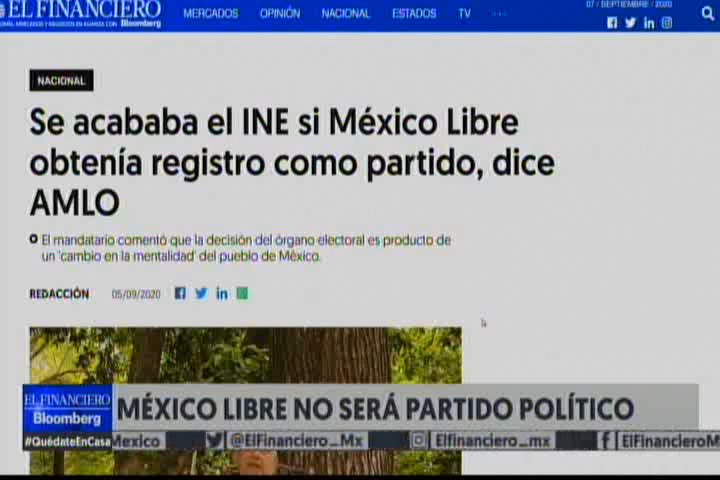 EL FINANCIERO
MERCADOS OPINIÓN NACIONAL ESTADOS TV ...
07 / SEPTIEMBRE / 2020
Bloomberg
NACIONAL
Se acababa el INE si México Libre
obtenía registro como partido, dice
AMLO
El mandatario comentó que la decisión del órgano electoral es producto de
un 'cambio en la mentalidad' del pueblo de México.
REDACCIÓN 05/09/2020
EL FINANCIERO
Bloomberg
MÉXICO LIBRE NO SERÁ PARTIDO POLÍTICO
#QuédateEnCasa
Mexico @ElFinanciero_Mx ElFinanciero_mx ElFinancieroM